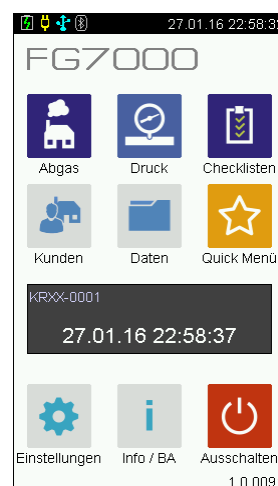 27.01.16 22:58:32
FG7000
Abgas Druck Checklisten
Kunden Daten Quick Menü
KRXX-0001
27.01.16 22:58:37
Einstellungen Info / BA Ausschalten
1.0.009